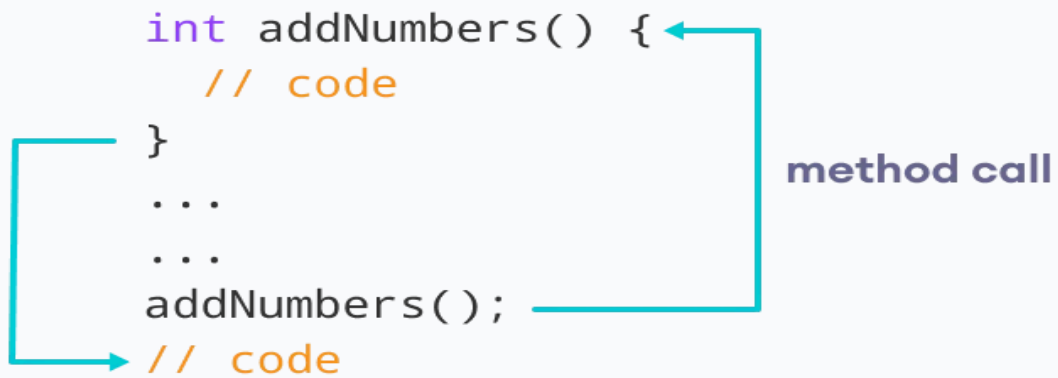 int addNumbers() {
// code
}
method call
...
...
addNumbers();
// code